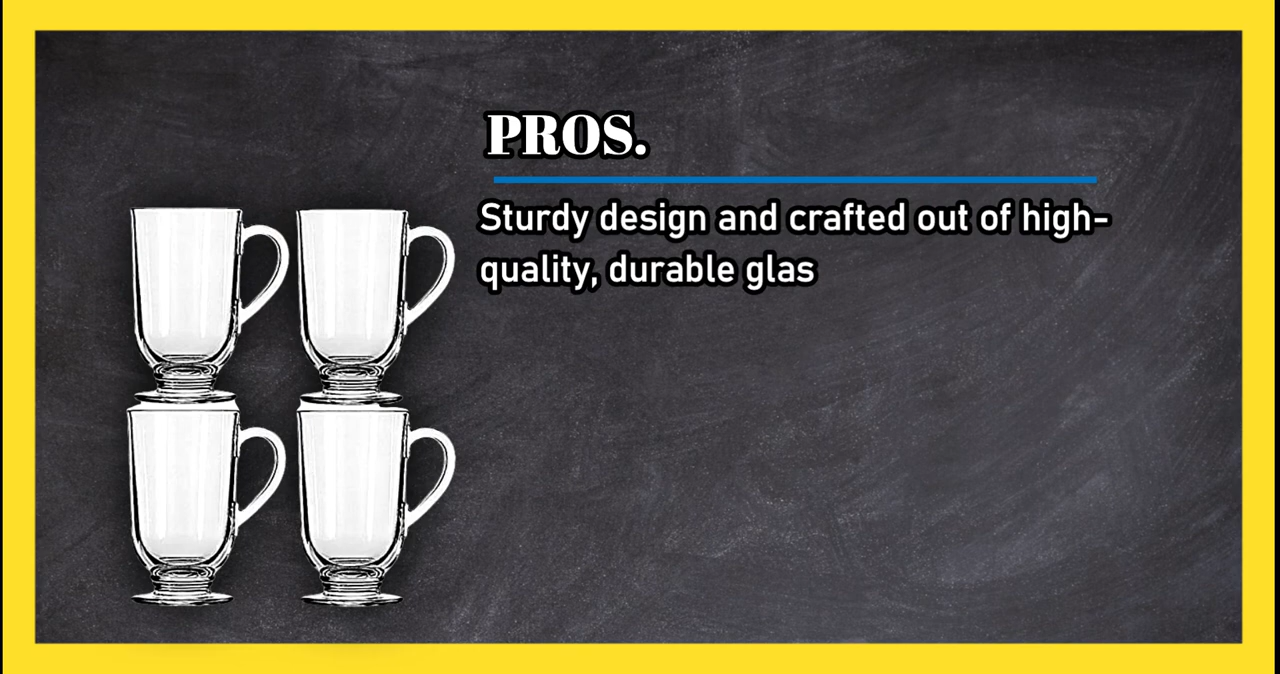 PROS.
Sturdy design and crafted out of high-
quality, durable glas